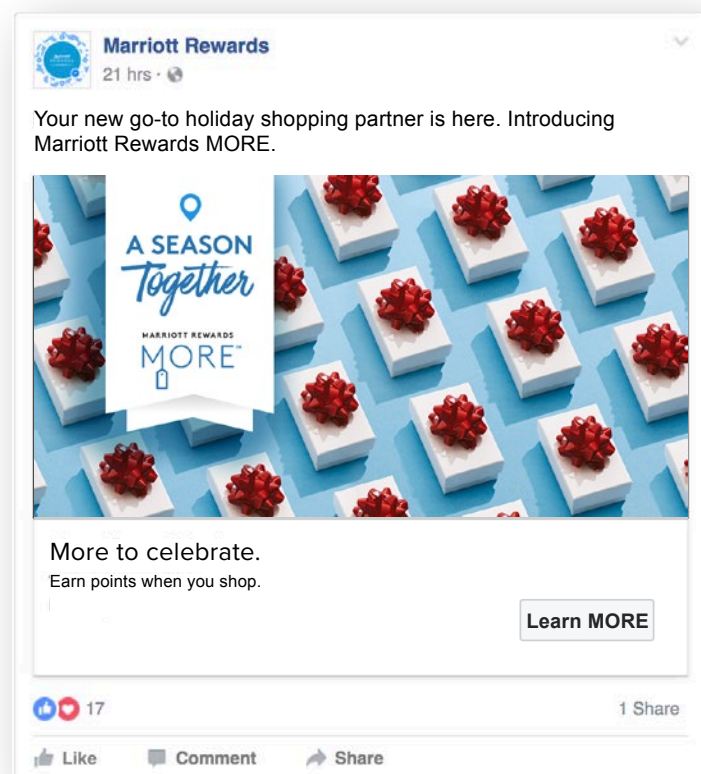 Marriott Rewards
21 hrs ·
Your new go-to holiday shopping partner is here. Introducing
Marriott Rewards MORE.
A SEASON
Together
MARRIOTT REWARDS
MORE™
More to celebrate.
Earn points when you shop.
Learn MORE
17
1 Share
Like
Comment
Share